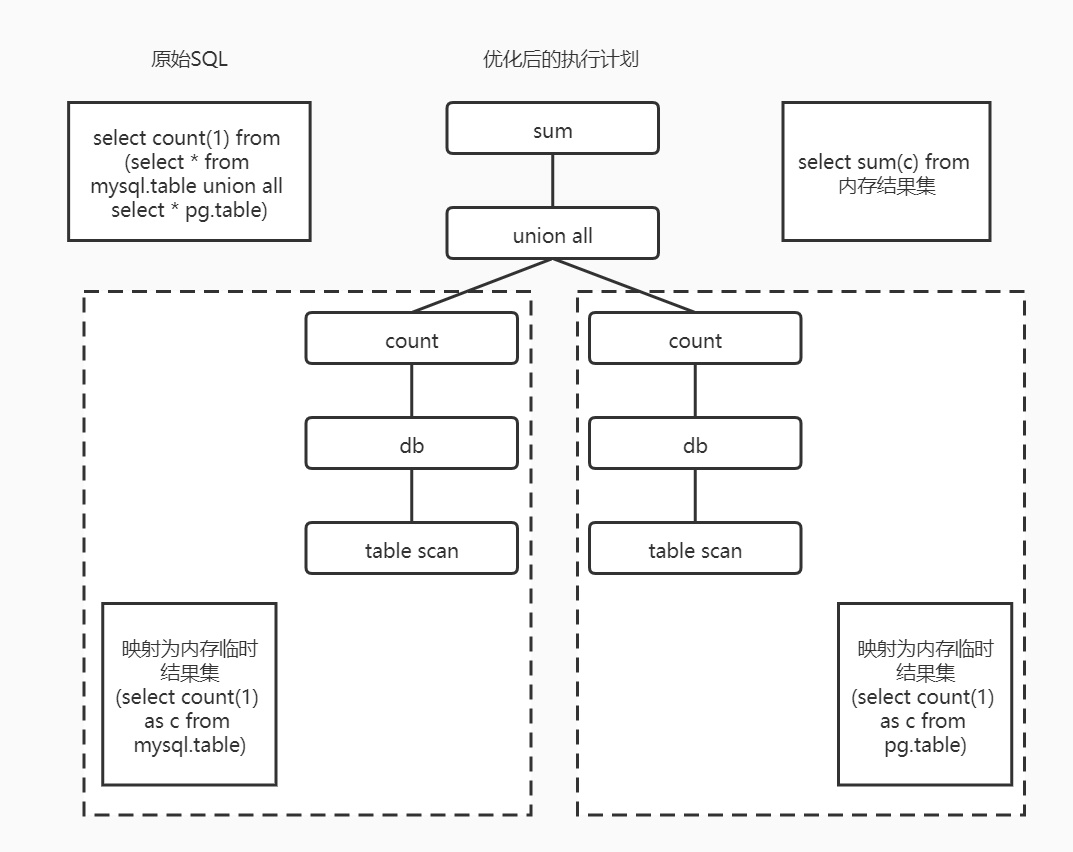 原始SQL
优化后的执行计划
select count(1) from
(select * from
mysql.table union all
select * pg.table)
sum
select sum(c) from
内存结果集
union all
count
count
db
db
table scan
table scan
映射为内存临时
结果集
(select count(1)
as c from
mysql.table)
映射为内存临时
结果集
(select count(1)
as c from
pg.table)